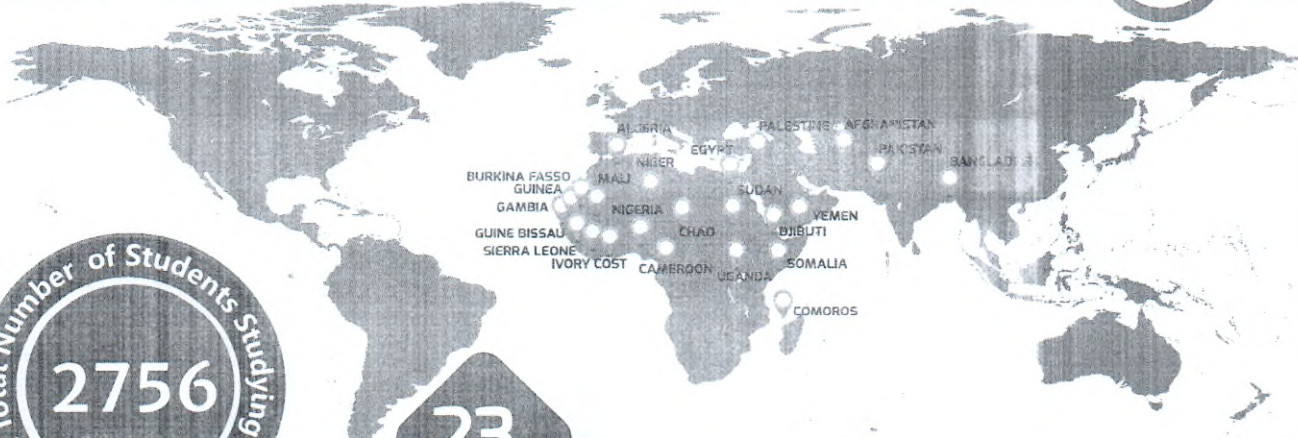 ALGERIA
PALESTINE
AFGHANISTAN
EGYPT
PAKISTAN
NIGER
BANGLADESH
BURKINA FASSO
MALI
GUINEA
SUDAN
GAMBIA
NIGERIA
YEMEN
GUINE BISSAU
CHAD
DJIBUTI
SIERRA LEONE
IVORY COST
CAMEROON
UGANDA
SOMALIA
COMOROS
Total Number of Students Studying
2756
23